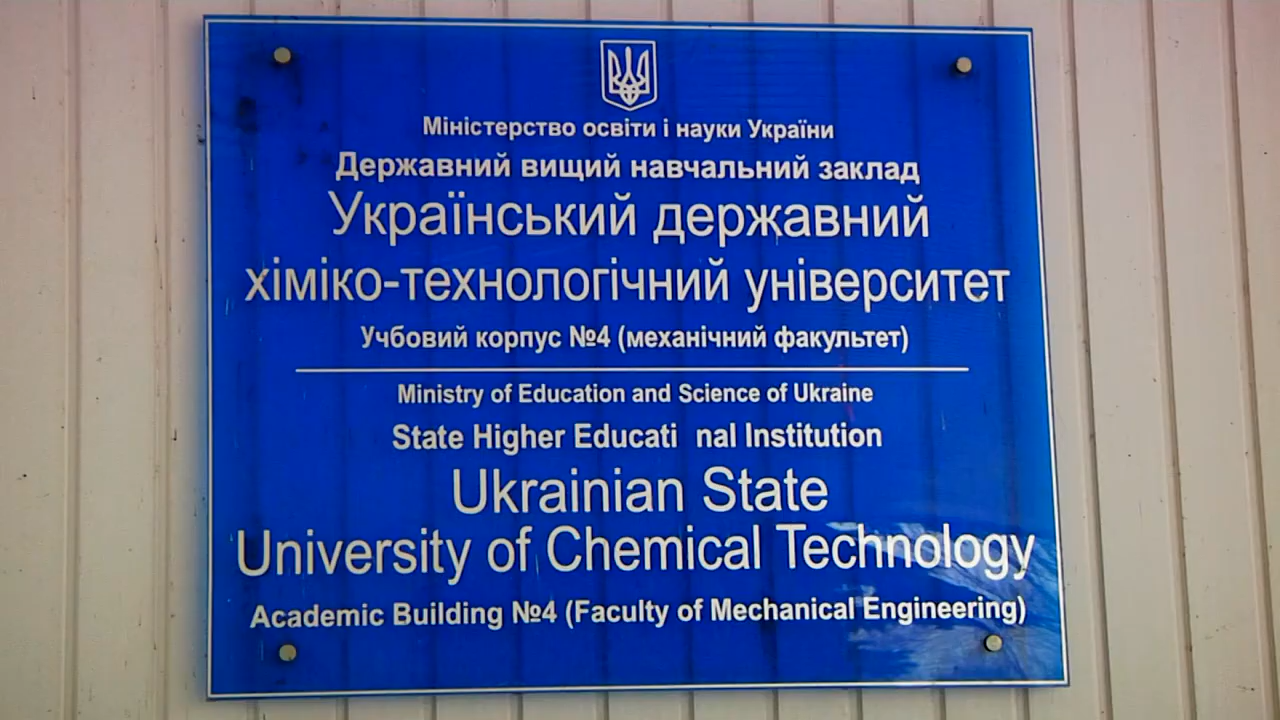 Міністерство освіти і науки України
Державний вищий навчальний заклад
Український державний
хіміко-технологічний університет
Учбовий корпус №4 (механічний факультет)
Ministry of Education and Science of Ukraine
State Higher Educati nal Institution
Ukrainian State
University of Chemical Technology
Academic Building №4 (Faculty of Mechanical Engineering)